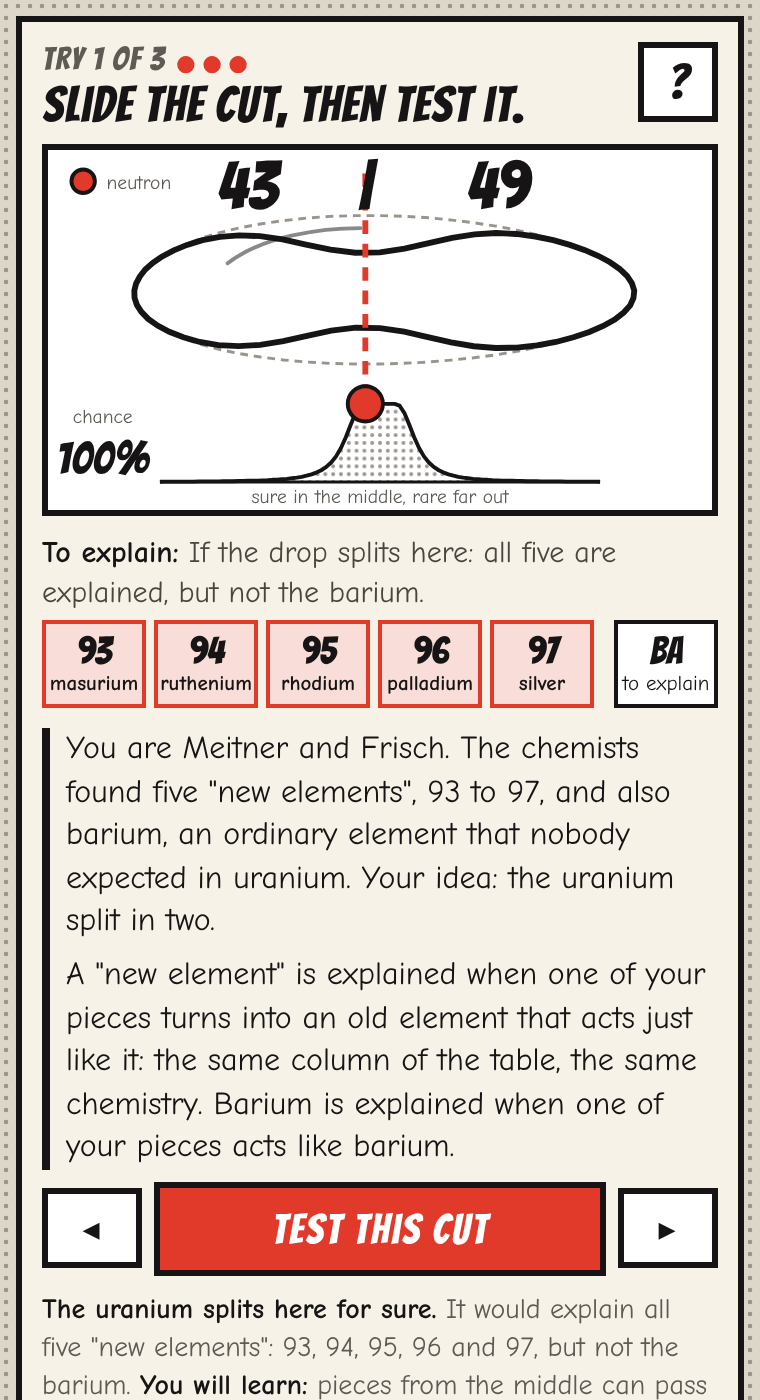 TRY 1 OF 3
SLIDE THE CUT, THEN TEST IT.
?
neutron
43 / 49
chance
100%
sure in the middle, rare far out
To explain: If the drop splits here: all five are
explained, but not the barium.
93 94 95 96 97 BA
masurium ruthenium rhodium palladium silver to explain
You are Meitner and Frisch. The chemists
found five "new elements", 93 to 97, and also
barium, an ordinary element that nobody
expected in uranium. Your idea: the uranium
split in two.
A "new element" is explained when one of your
pieces turns into an old element that acts just
like it: the same column of the table, the same
chemistry. Barium is explained when one of
your pieces acts like barium.
◄ TEST THIS CUT ►
The uranium splits here for sure. It would explain all
five "new elements": 93, 94, 95, 96 and 97, but not the
barium. You will learn: pieces from the middle can pass